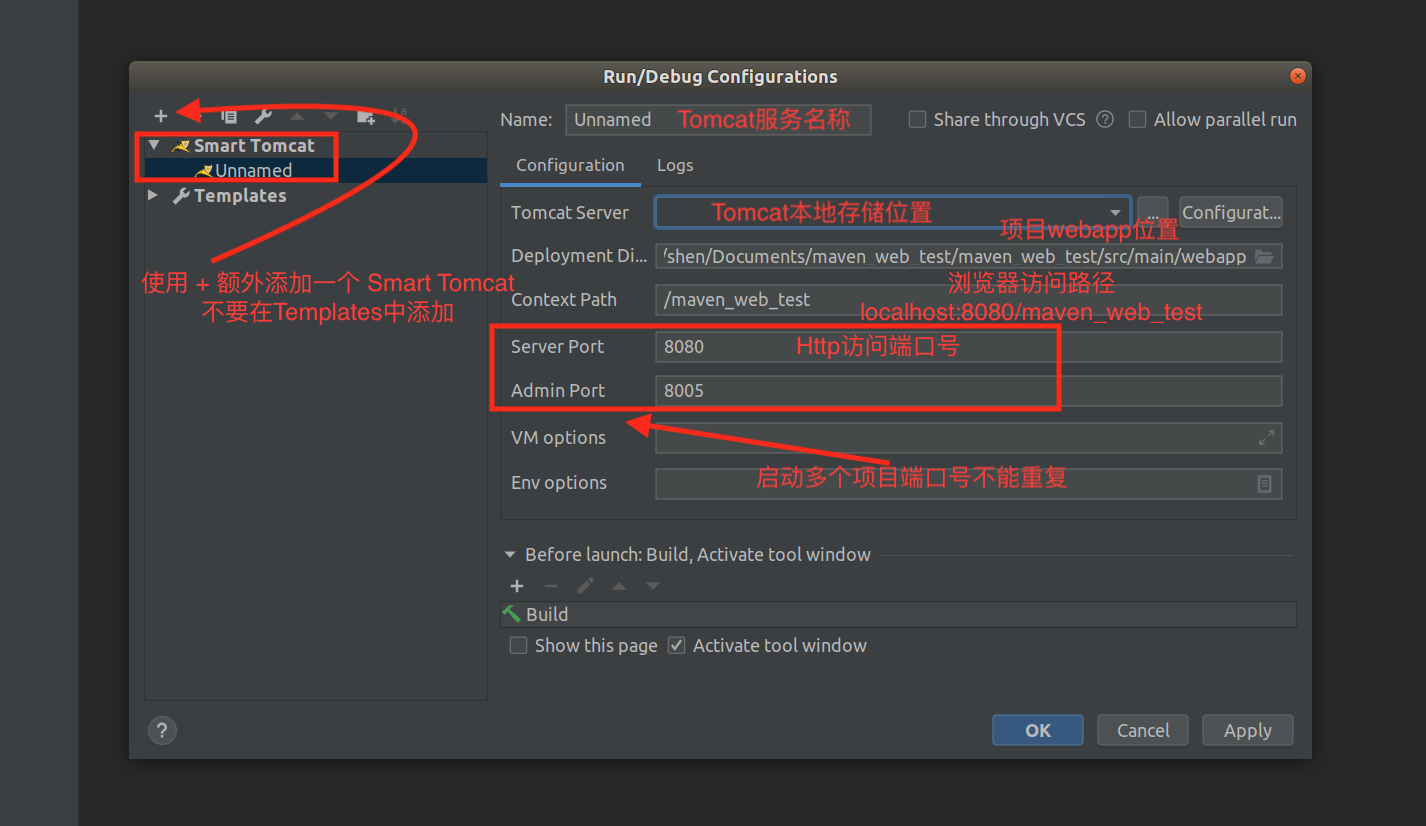 Run/Debug Configurations
Name:
Unnamed
Tomcat服务名称
Share through VCS
?
Allow parallel run
Smart Tomcat
Unnamed
Templates
Configuration
Logs
Tomcat Server
Tomcat本地存储位置
...
Configurat...
项目webapp位置
Deployment Di...
/shen/Documents/maven_web_test/maven_web_test/src/main/webapp
使用 + 额外添加一个 Smart Tomcat
不要在Templates中添加
浏览器访问路径
Context Path
/maven_web_test
localhost:8080/maven_web_test
Server Port
8080
Http访问端口号
Admin Port
8005
VM options
Env options
启动多个项目端口号不能重复
Before launch: Build, Activate tool window
Build
Show this page
Activate tool window
?
OK
Cancel
Apply